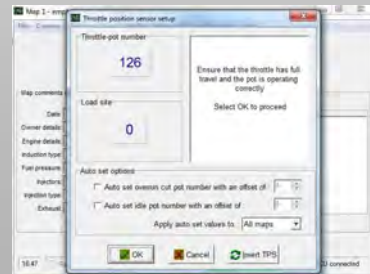 Map 1 -
Throttle position sensor setup
Throttle pot number
126
Load site
0
Ensure that the throttle has full
travel and the pot is operating
correctly
Select OK to proceed
Map comments
Date
Owner details
Engine details
Induction type
Fuel pressure
Injectors
Injection type
Exhaust
Auto set options
Auto set overrun cut pot number with an offset of
Auto set idle pot number with an offset of
Apply auto set values to All maps
OK
Cancel
Invert TPS
16:47
connected